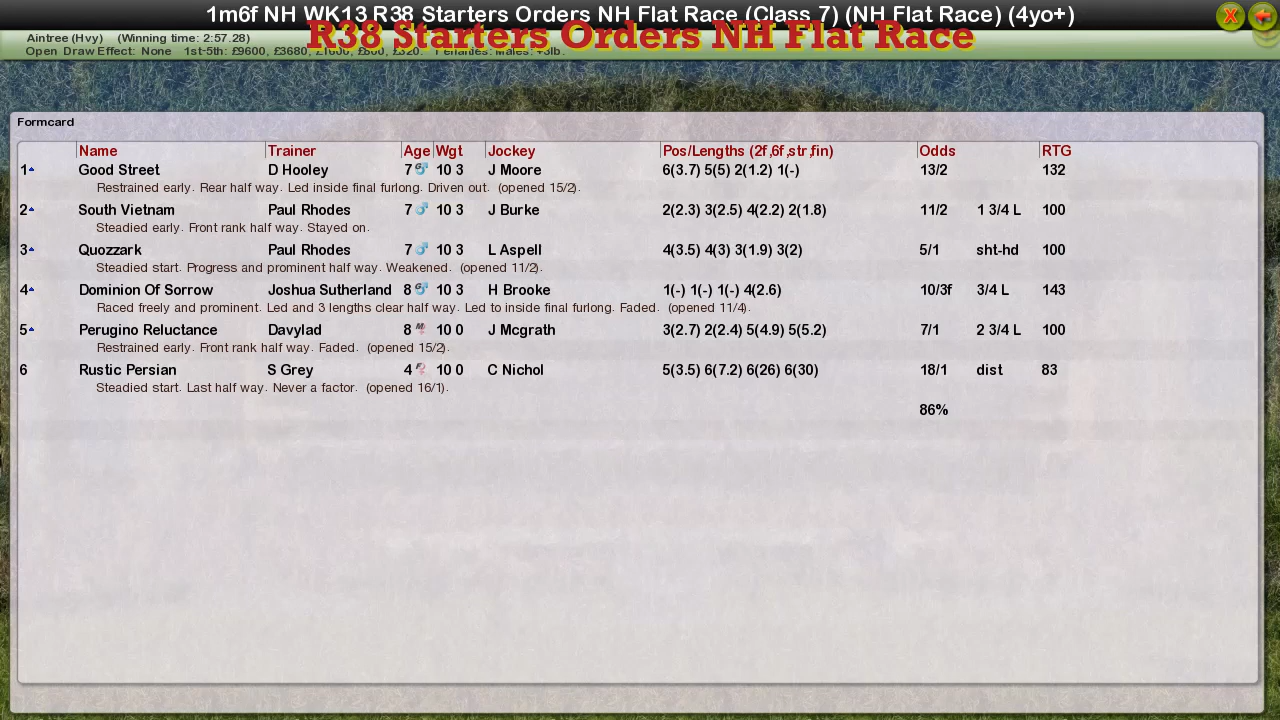 1m6f NH WK13 R38 Starters Orders NH Flat Race (Class 7) (NH Flat Race) (4yo+)
R38 Starters Orders NH Flat Race
Aintree (Hvy) (Winning time: 2:57.28)
Open Draw Effect: None 1st-5th: £9600, £3680, £1600, £800, £320. Penalties: Males: +3lb.
Formcard
Name Trainer Age Wgt Jockey Pos/Lengths (2f,6f,str,fin) Odds RTG
1 Good Street D Hooley 7 10 3 J Moore 6(3.7) 5(5) 2(1.2) 1(-) 13/2 132
Restrained early. Rear half way. Led inside final furlong. Driven out. (opened 15/2).
2 South Vietnam Paul Rhodes 7 10 3 J Burke 2(2.3) 3(2.5) 4(2.2) 2(1.8) 11/2 1 3/4 L 100
Steadied early. Front rank half way. Stayed on.
3 Quozzark Paul Rhodes 7 10 3 L Aspell 4(3.5) 4(3) 3(1.9) 3(2) 5/1 sht-hd 100
Steadied start. Progress and prominent half way. Weakened. (opened 11/2).
4 Dominion Of Sorrow Joshua Sutherland 8 10 3 H Brooke 1(-) 1(-) 1(-) 4(2.6) 10/3f 3/4 L 143
Raced freely and prominent. Led and 3 lengths clear half way. Led to inside final furlong. Faded. (opened 11/4).
5 Perugino Reluctance Davylad 8 10 0 J Mcgrath 3(2.7) 2(2.4) 5(4.9) 5(5.2) 7/1 2 3/4 L 100
Restrained early. Front rank half way. Faded. (opened 15/2).
6 Rustic Persian S Grey 4 10 0 C Nichol 5(3.5) 6(7.2) 6(26) 6(30) 18/1 dist 83
Steadied start. Last half way. Never a factor. (opened 16/1).
86%